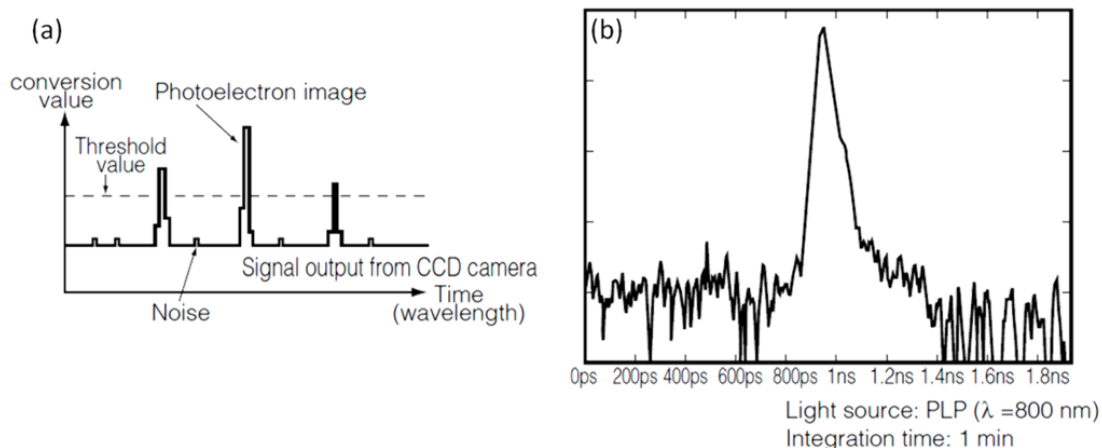 (a)
conversion
value
Photoelectron image
Threshold
value
Signal output from CCD camera
Noise
Time
(wavelength)
(b)
0ps 200ps 400ps 600ps 800ps 1ns 1.2ns 1.4ns 1.6ns 1.8ns
Light source: PLP (λ =800 nm)
Integration time: 1 min